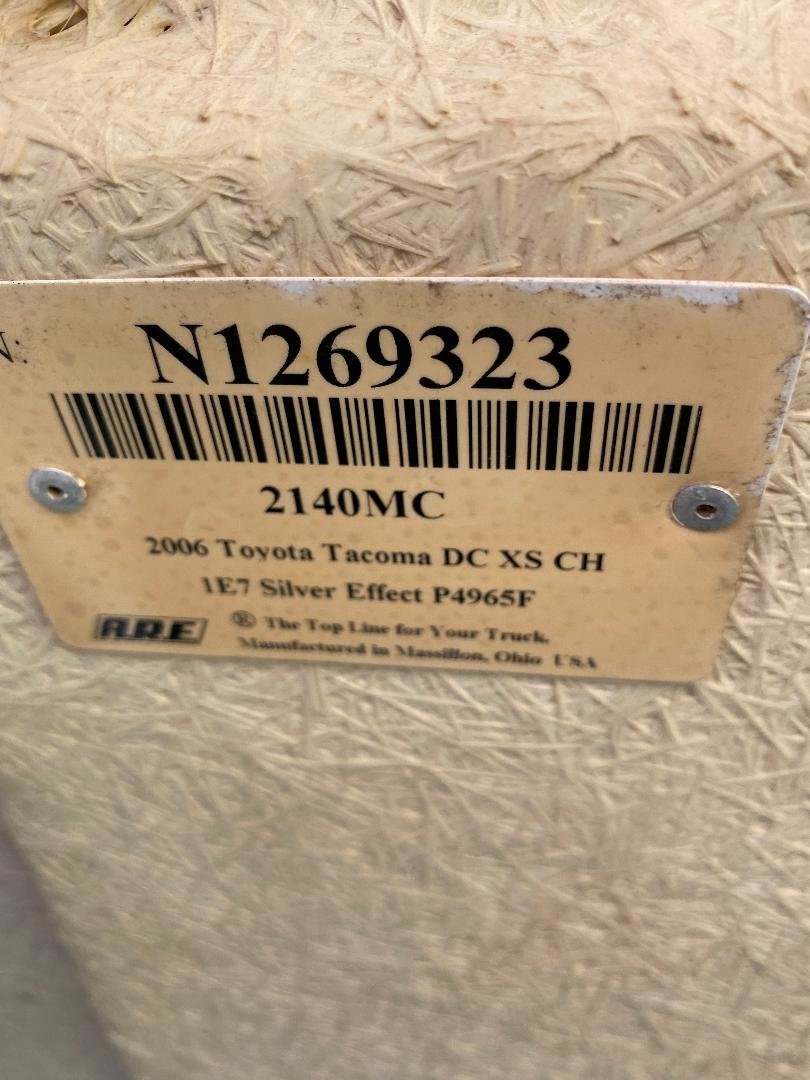 N: N1269323
2140MC
2006 Toyota Tacoma DC XS CH
1E7 Silver Effect P4965F
A.R.E ® The Top Line for Your Truck.
Manufactured in Massillon, Ohio USA